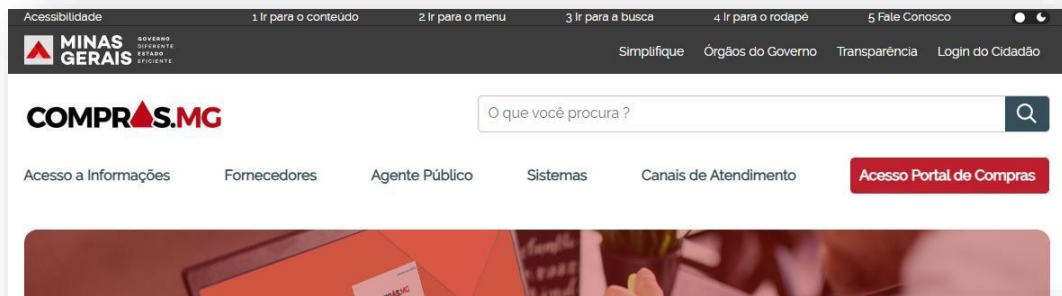 Acessibilidade 1 Ir para o conteúdo 2 Ir para o menu 3 Ir para a busca 4 Ir para o rodapé 5 Fale Conosco
MINAS GERAIS GOVERNO DIFERENTE. ESTADO EFICIENTE.
Simplifique Órgãos do Governo Transparência Login do Cidadão
COMPRAS.MG O que você procura ?
Acesso a Informações Fornecedores Agente Público Sistemas Canais de Atendimento Acesso Portal de Compras